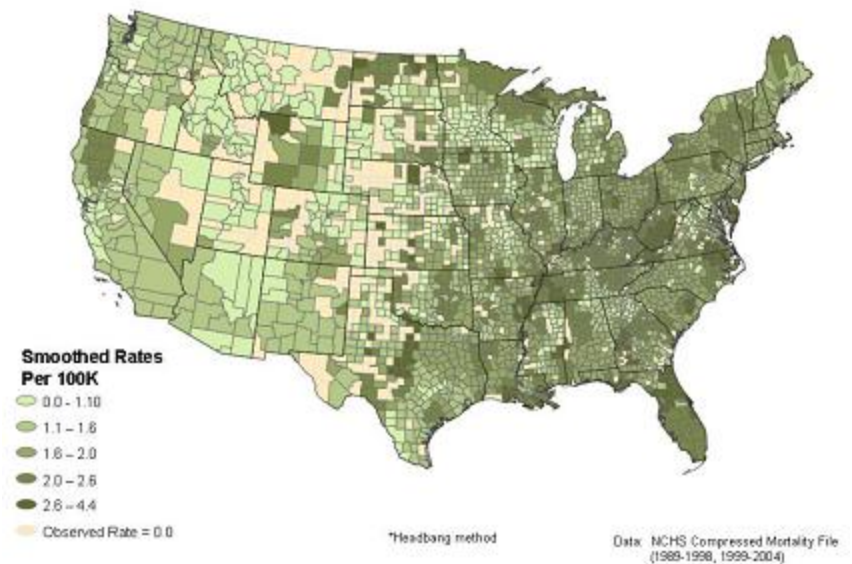 Smoothed Rates
Per 100K
0.0 - 1.10
1.1 – 1.6
1.6 – 2.0
2.0 – 2.6
2.6 – 4.4
Observed Rate = 0.0
*Headbang method
Data: NCHS Compressed Mortality File
(1989-1998, 1999-2004)